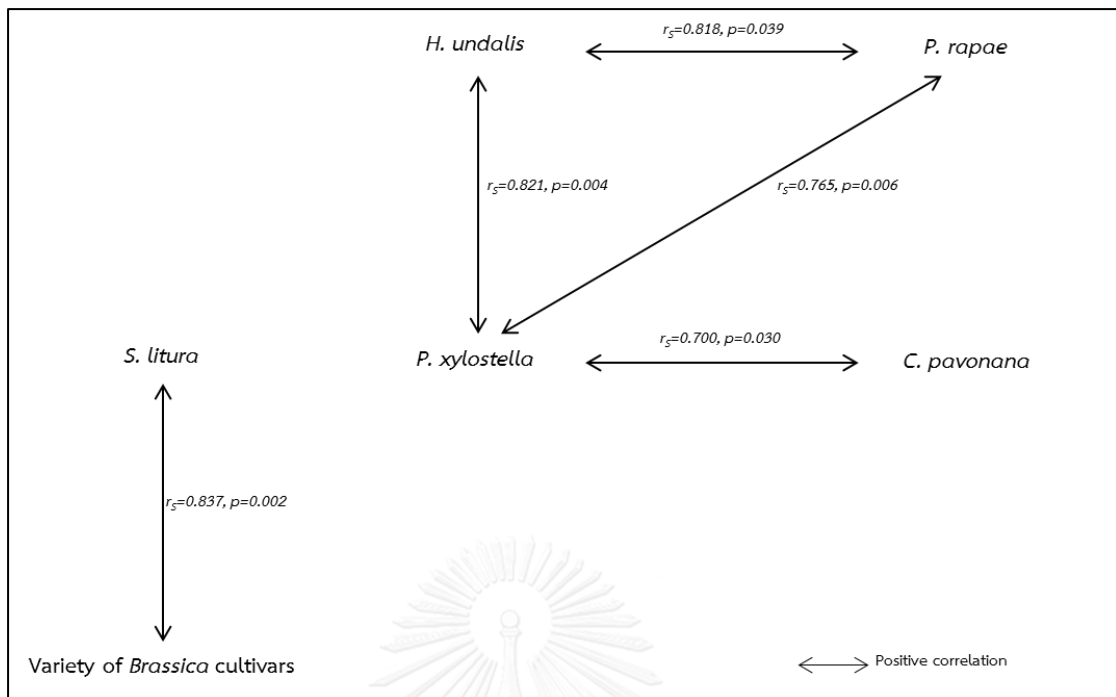 H. undalis
r_S=0.818, p=0.039
P. rapae
r_S=0.821, p=0.004
r_S=0.765, p=0.006
S. litura
P. xylostella
r_S=0.700, p=0.030
C. pavonana
r_S=0.837, p=0.002
Variety of Brassica cultivars
Positive correlation